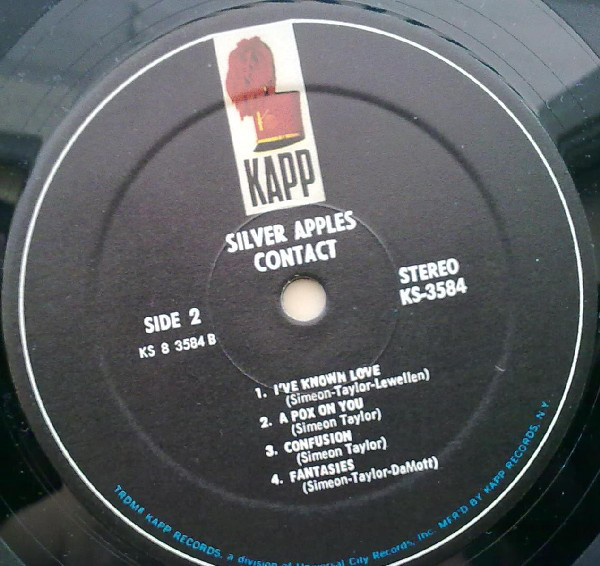 KAPP
SILVER APPLES
CONTACT
STEREO
KS-3584
SIDE 2
KS 8 3584 B
1. I'VE KNOWN LOVE
(Simeon-Taylor-Lewellen)
2. A POX ON YOU
(Simeon Taylor)
3. CONFUSION
(Simeon Taylor)
4. FANTASIES
(Simeon-Taylor-DaMott)
TRDMK KAPP RECORDS, a division of Universal City Records, Inc. MFR'D BY KAPP RECORDS, N.Y.